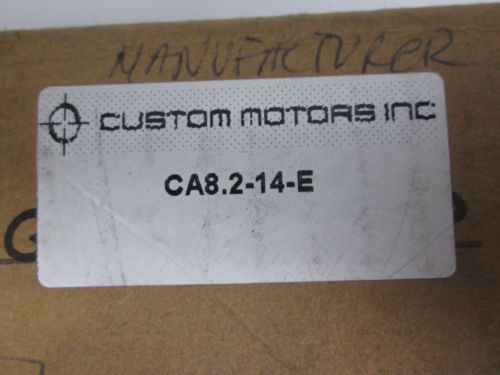 MANUFACTURER
CUSTOM MOTORS INC
CA8.2-14-E